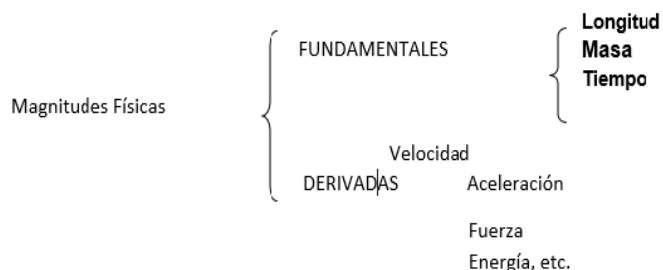 Longitud
FUNDAMENTALES Masa
Tiempo
Magnitudes Físicas
Velocidad
DERIVADAS Aceleración
Fuerza
Energía, etc.